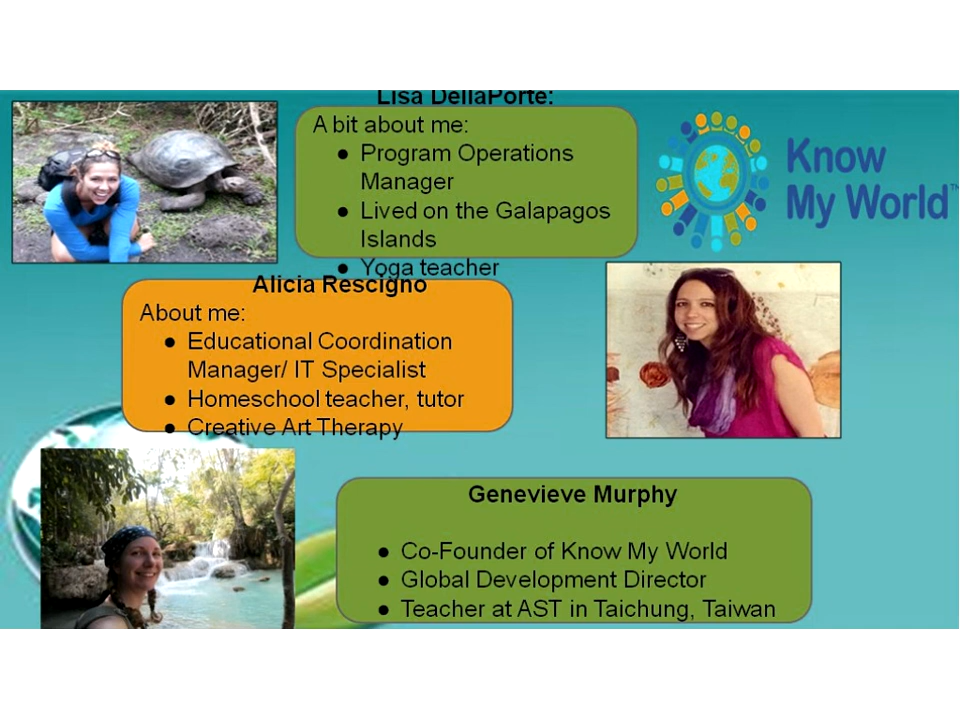 Lisa DellaPorte:
A bit about me:
● Program Operations
Manager
● Lived on the Galapagos
Islands
● Yoga teacher
Know
My World™
Alicia Rescigno
About me:
● Educational Coordination
Manager/ IT Specialist
● Homeschool teacher, tutor
● Creative Art Therapy
Genevieve Murphy
● Co-Founder of Know My World
● Global Development Director
● Teacher at AST in Taichung, Taiwan